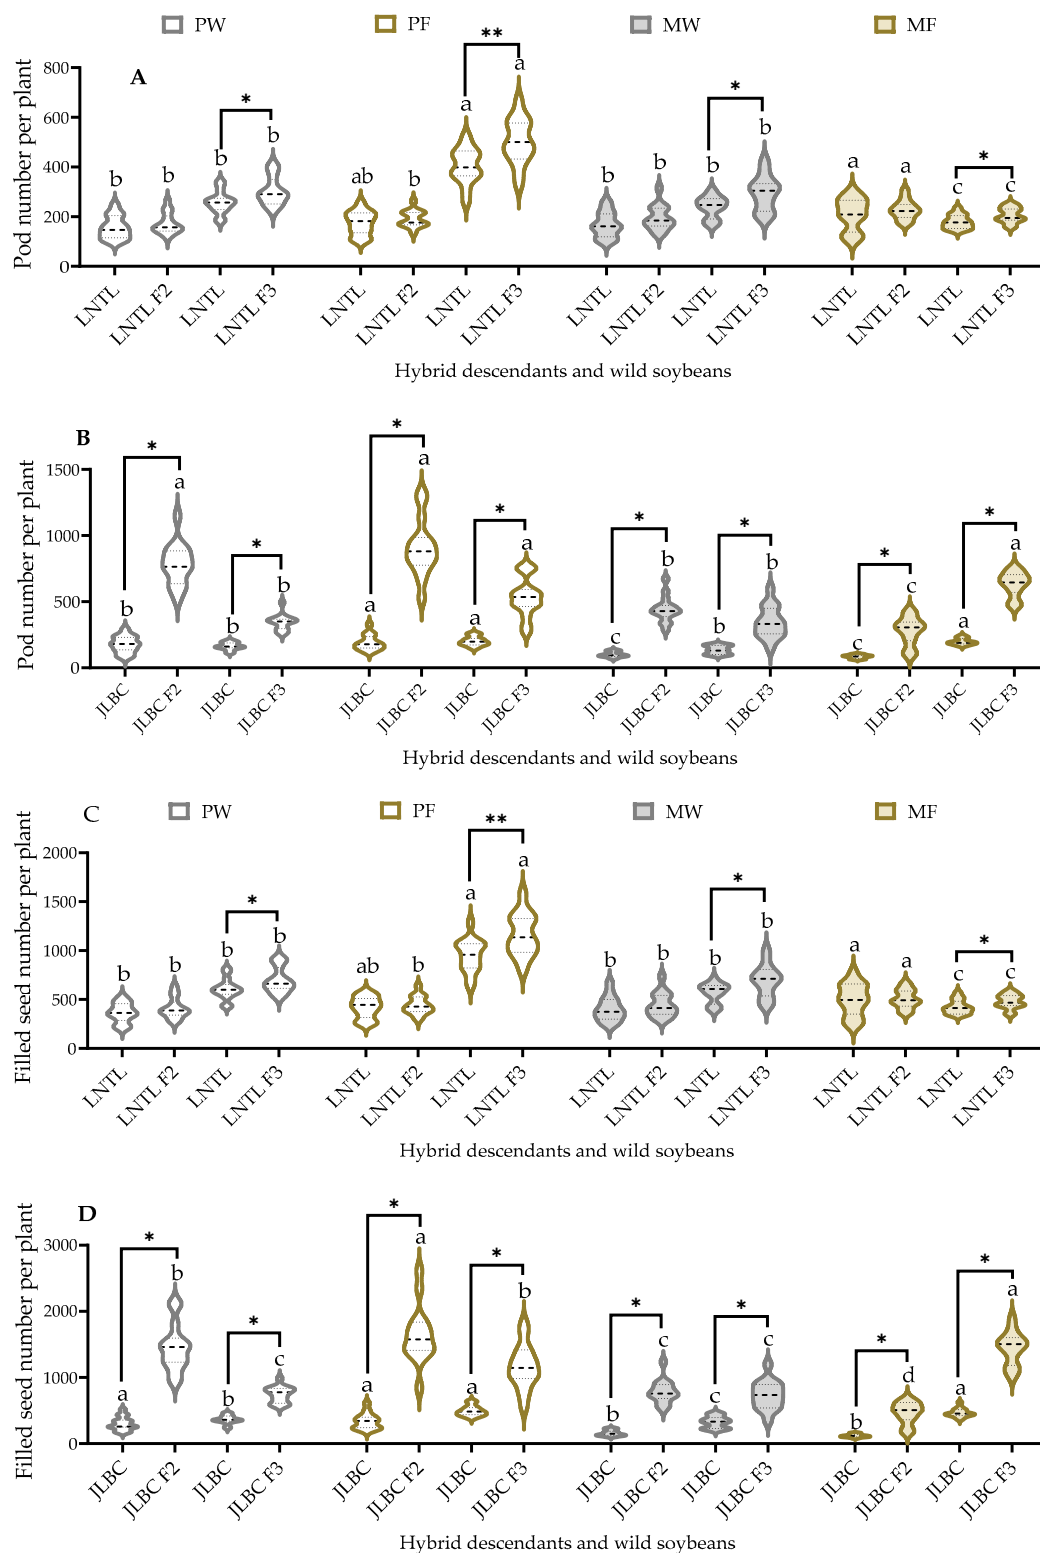 PW PF MW MF
A
Pod number per plant
800
600
400
200
0
** * *
* b b b b ab b a a b b b b a a c c
LNTL LNTL F2 LNTL LNTL F3 LNTL LNTL F2 LNTL LNTL F3 LNTL LNTL F2 LNTL LNTL F3 LNTL LNTL F2 LNTL LNTL F3
Hybrid descendants and wild soybeans
B
Pod number per plant
1500
1000
500
0
* * * * * * * *
b a b b a a a a c b b b c c a a
JLBC JLBC F2 JLBC JLBC F3 JLBC JLBC F2 JLBC JLBC F3 JLBC JLBC F2 JLBC JLBC F3 JLBC JLBC F2 JLBC JLBC F3
Hybrid descendants and wild soybeans
C PW PF MW MF
Filled seed number per plant
2000
1500
1000
500
0
* ** * *
b b b b ab b a a b b b b a a c c
LNTL LNTL F2 LNTL LNTL F3 LNTL LNTL F2 LNTL LNTL F3 LNTL LNTL F2 LNTL LNTL F3 LNTL LNTL F2 LNTL LNTL F3
Hybrid descendants and wild soybeans
D
Filled seed number per plant
3000
2000
1000
0
* * * * * * * *
a b b c a a a b b c c c b d a a
JLBC JLBC F2 JLBC JLBC F3 JLBC JLBC F2 JLBC JLBC F3 JLBC JLBC F2 JLBC JLBC F3 JLBC JLBC F2 JLBC JLBC F3
Hybrid descendants and wild soybeans